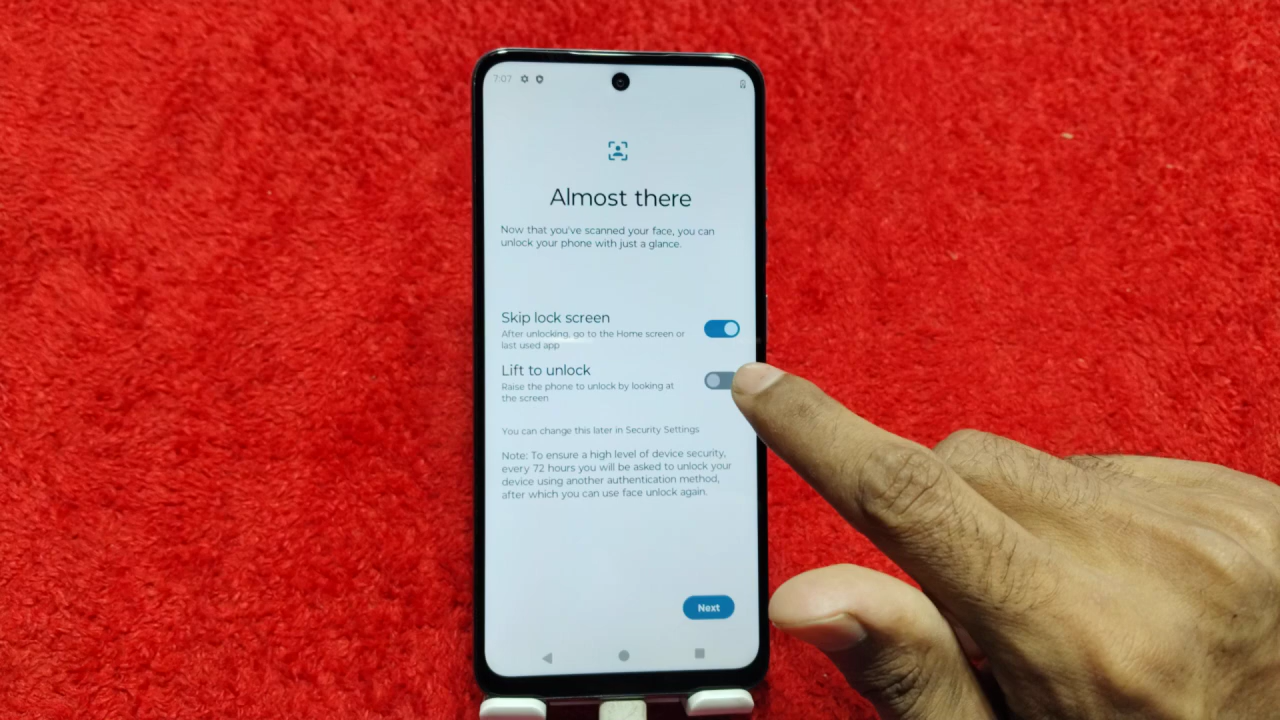 7:07
Almost there
Now that you've scanned your face, you can
unlock your phone with just a glance.
Skip lock screen
After unlocking, go to the Home screen or
last used app
Lift to unlock
Raise the phone to unlock by looking at
the screen
You can change this later in Security Settings
Note: To ensure a high level of device security,
every 72 hours you will be asked to unlock your
device using another authentication method,
after which you can use face unlock again.
Next